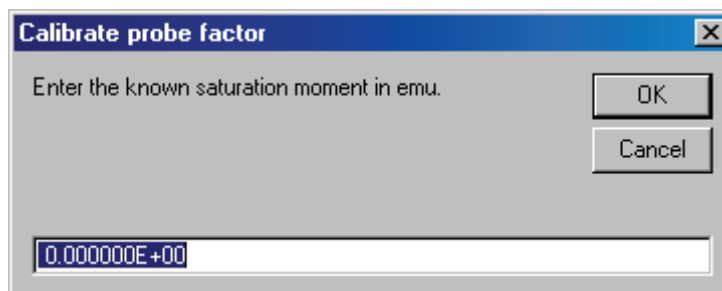 Calibrate probe factor
Enter the known saturation moment in emu.
OK
Cancel
0.000000E+00